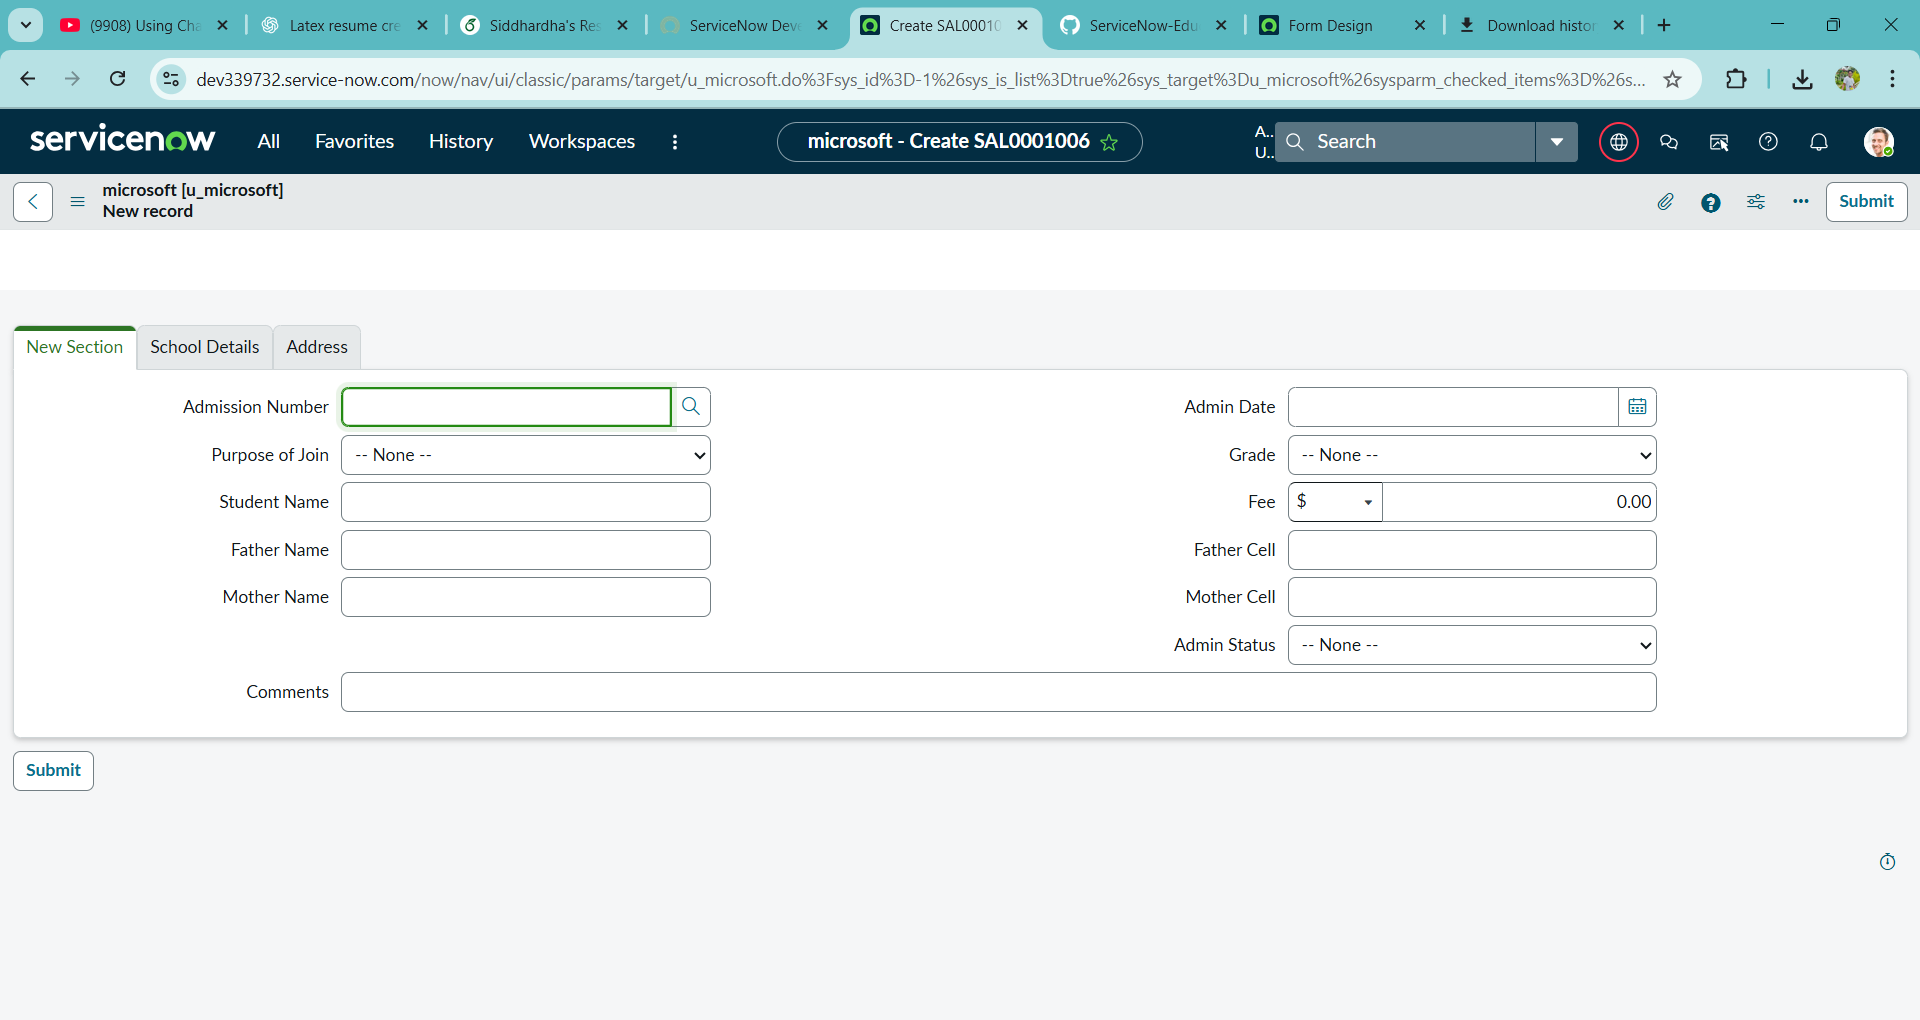 (9908) Using Cha
Latex resume cre
Siddhardha's Res
ServiceNow Deve
Create SAL00010
ServiceNow-Edu
Form Design
Download histor
dev339732.service-now.com/now/nav/ui/classic/params/target/u_microsoft.do%3Fsys_id%3D-1%26sys_is_list%3Dtrue%26sys_target%3Du_microsoft%26sysparm_checked_items%3D%26s...
servicenow
All
Favorites
History
Workspaces
microsoft - Create SAL0001006
A..
U..
Search
microsoft [u_microsoft]
New record
Submit
New Section
School Details
Address
Admission Number
Admin Date
Purpose of Join
-- None --
Grade
-- None --
Student Name
Fee
$
0.00
Father Name
Father Cell
Mother Name
Mother Cell
Admin Status
-- None --
Comments
Submit